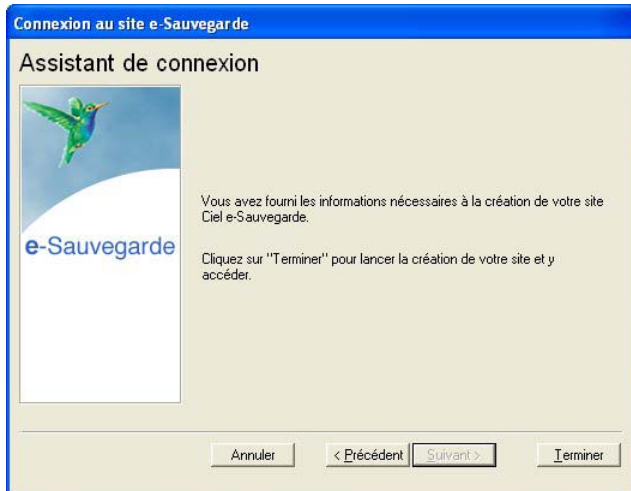 Connexion au site e-Sauvegarde
Assistant de connexion
e-Sauvegarde
Vous avez fourni les informations nécessaires à la création de votre site
Ciel e-Sauvegarde.
Cliquez sur "Terminer" pour lancer la création de votre site et y
accéder.
Annuler
< Précédent
Suivant >
Terminer